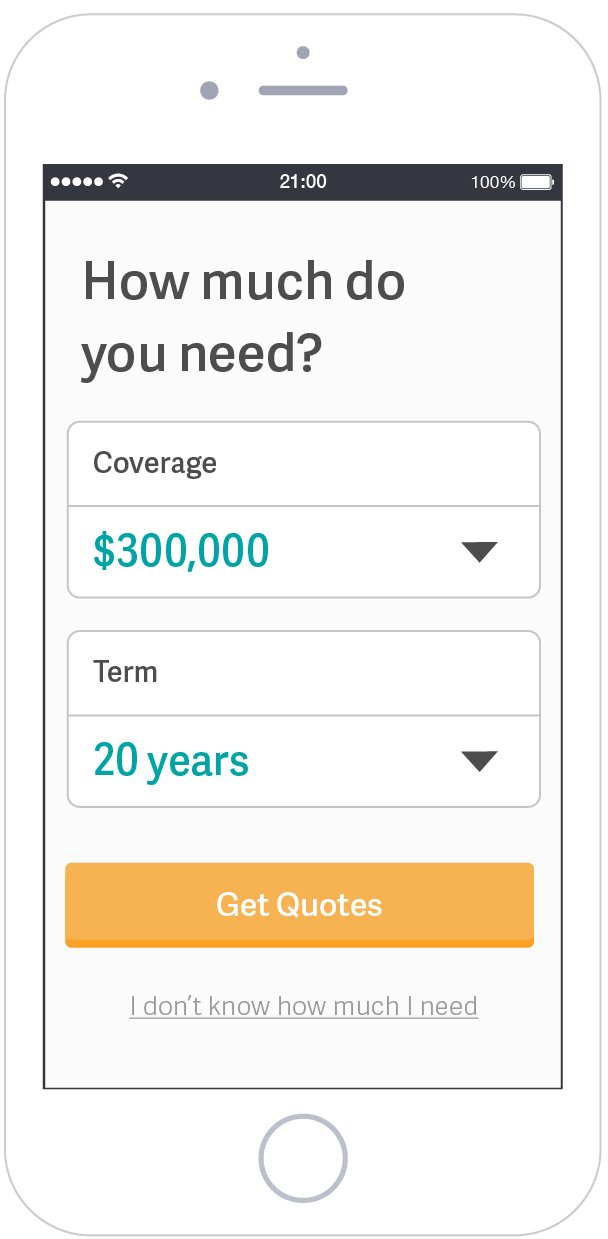 21:00
100%
How much do
you need?
Coverage
$300,000
Term
20 years
Get Quotes
I don’t know how much I need